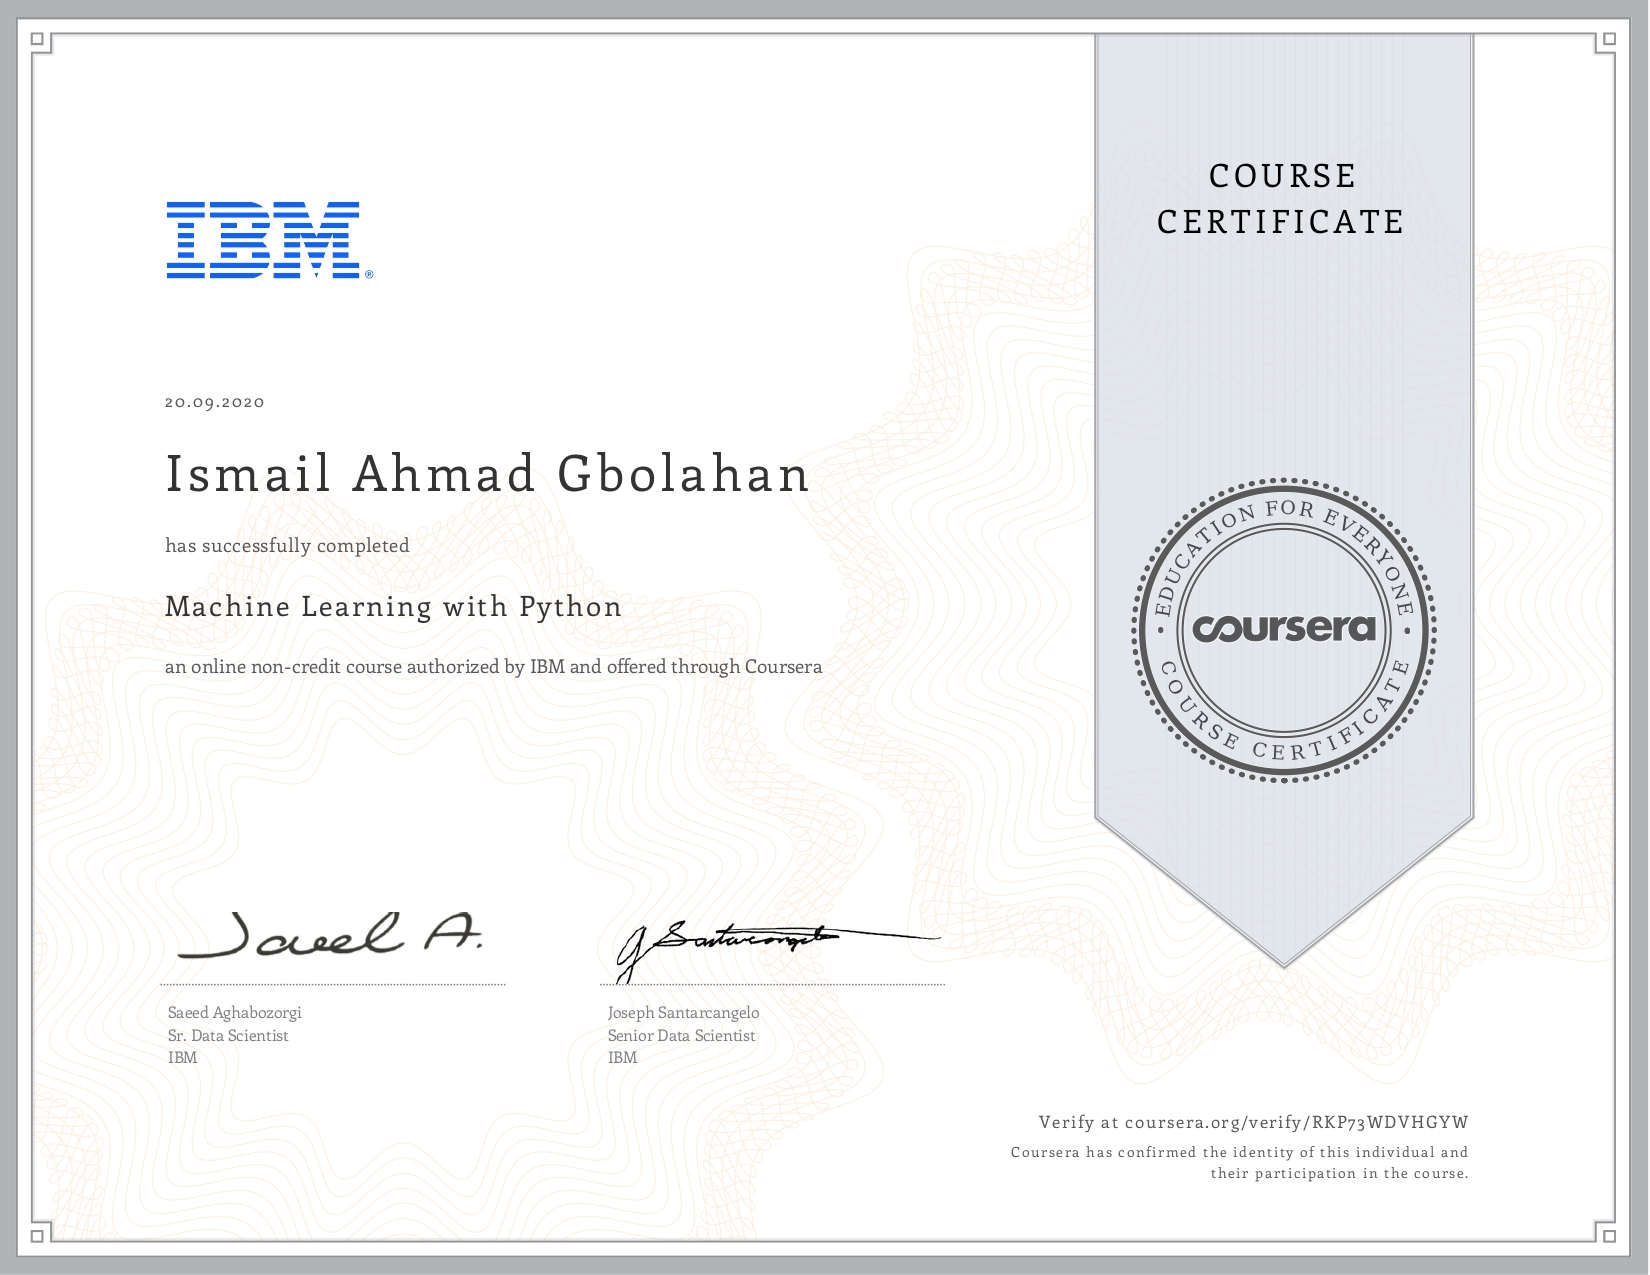 IBM®
COURSE
CERTIFICATE
20.09.2020
Ismail Ahmad Gbolahan
has successfully completed
Machine Learning with Python
an online non-credit course authorized by IBM and offered through Coursera
EDUCATION FOR EVERYONE
coursera
COURSE CERTIFICATE
Saeed A.
J Santarcangelo
Saeed Aghabozorgi
Sr. Data Scientist
IBM
Joseph Santarcangelo
Senior Data Scientist
IBM
Verify at coursera.org/verify/RKP73WDVHGYW
Coursera has confirmed the identity of this individual and
their participation in the course.